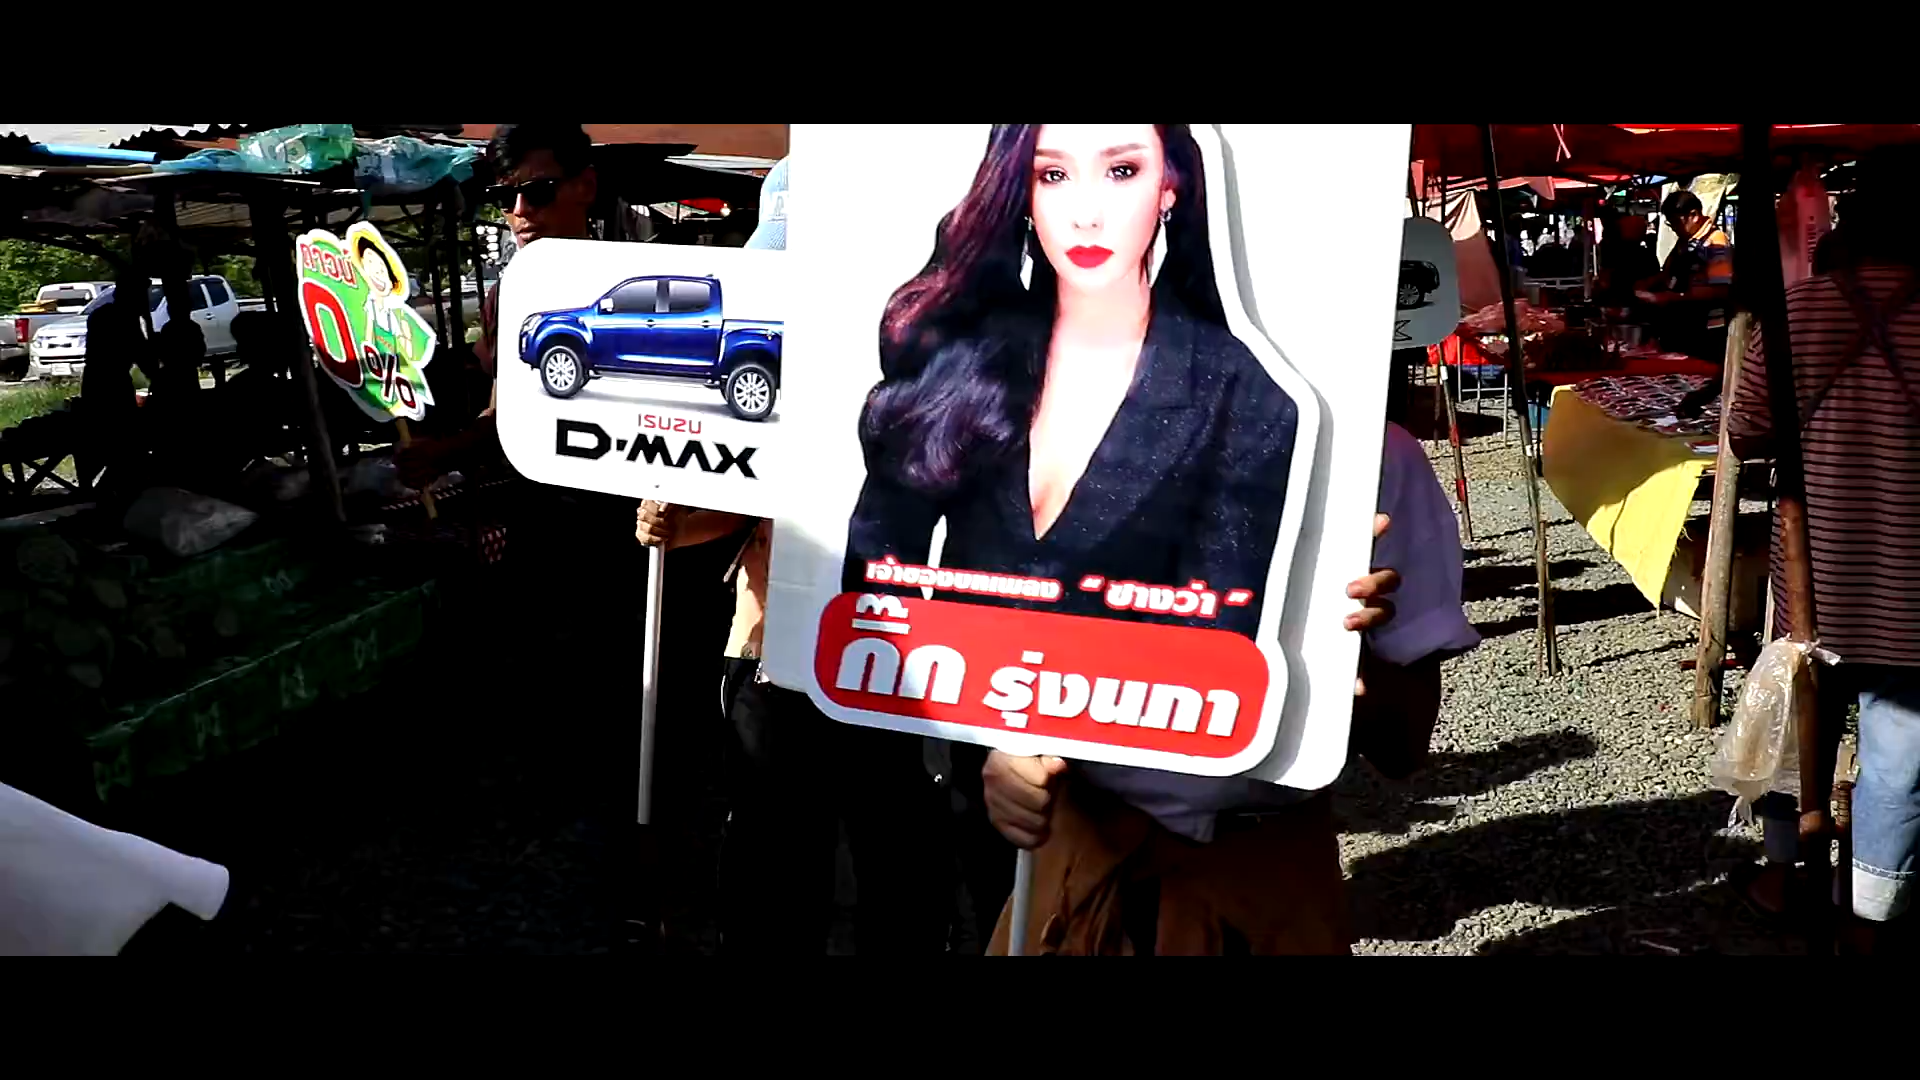 0%
ISUZU
D-MAX
เจ้าของบทเพลง " ชางว่า "
กิ๊ก รุ่งนภา